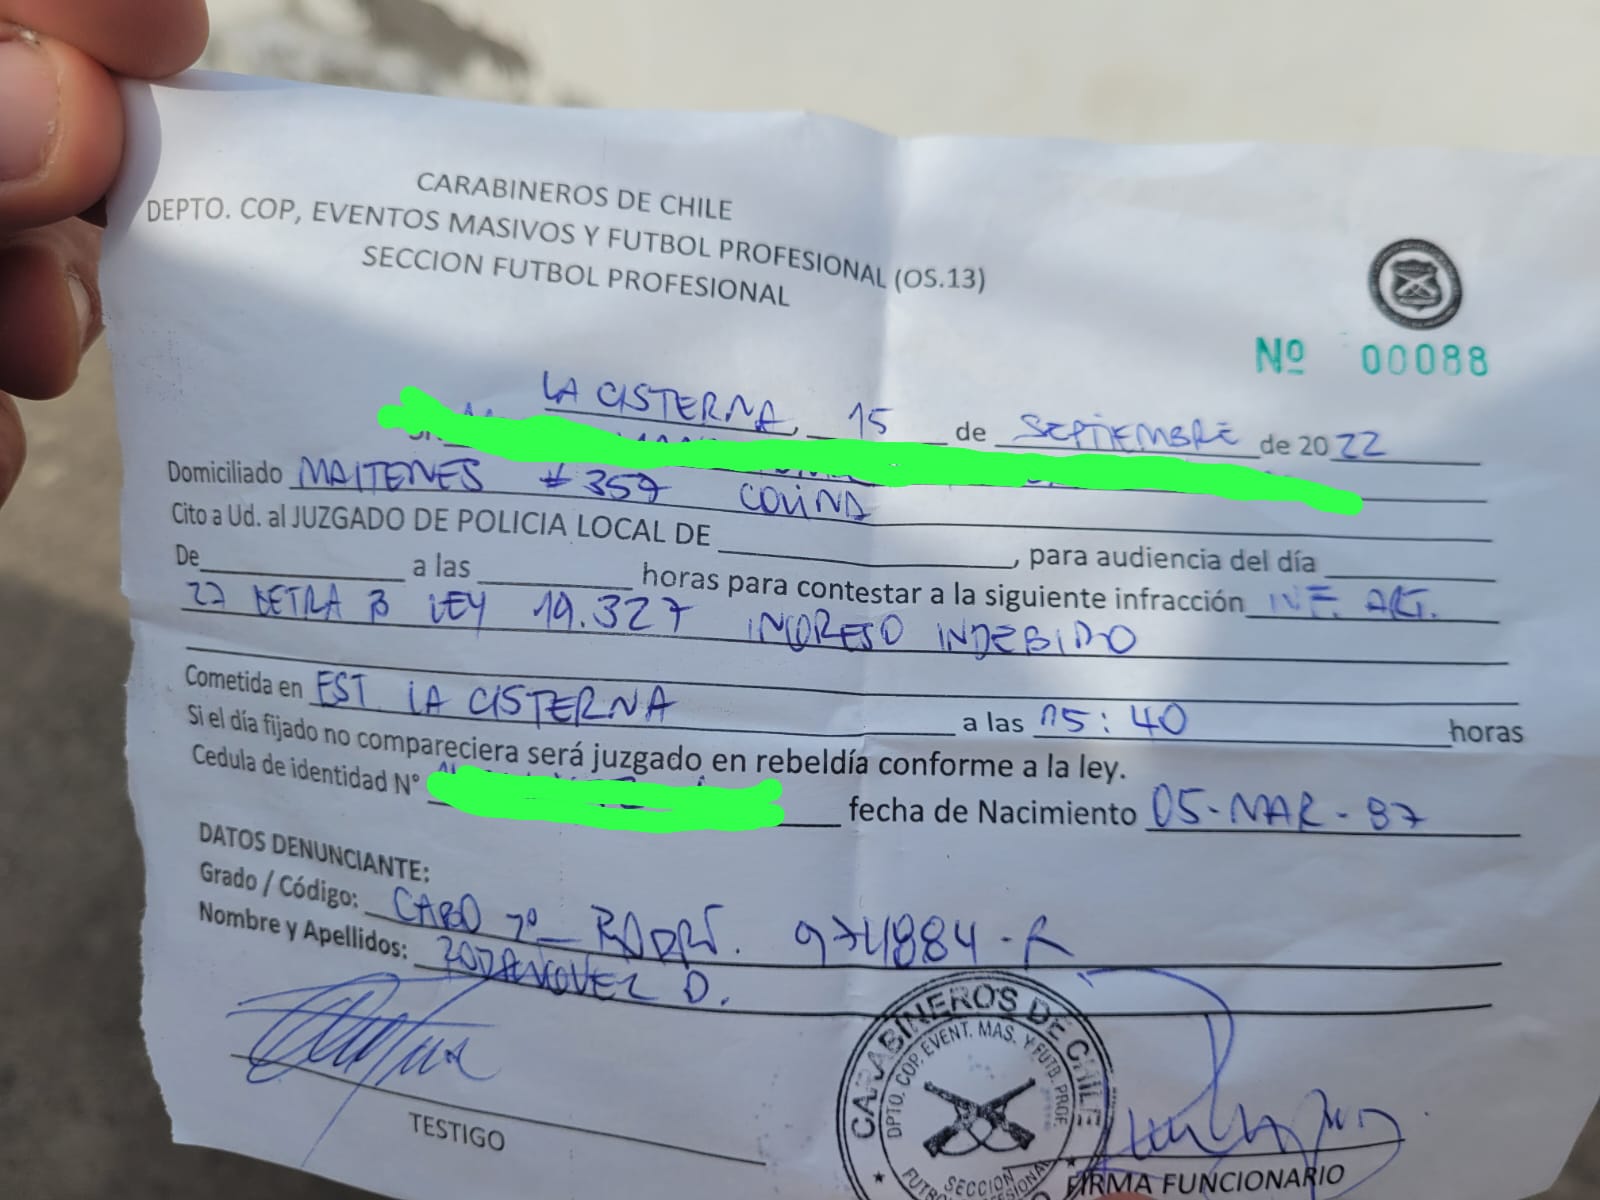 CARABINEROS DE CHILE
DEPTO. COP, EVENTOS MASIVOS Y FUTBOL PROFESIONAL (OS.13)
SECCION FUTBOL PROFESIONAL
Nº 00088
LA CISTERNA, 15 de SEPTIEMBRE de 2022
Domiciliado MAITENES # 357 COLINA
Cito a Ud. al JUZGADO DE POLICIA LOCAL DE , para audiencia del día
De a las horas para contestar a la siguiente infracción INF. ART.
27 LETRA B LEY 19.327 INGRESO INDEBIDO
Cometida en EST. LA CISTERNA a las 15:40 horas
Si el día fijado no compareciera será juzgado en rebeldía conforme a la ley.
Cedula de identidad N° fecha de Nacimiento 05-MAR-87
DATOS DENUNCIANTE:
Grado / Código: CABO 974884-R
Nombre y Apellidos: D.
TESTIGO
CARABINEROS DE CHILE
DPTO. COP. EVENT. MAS. Y FUTB. PROF.
SECCION
FIRMA FUNCIONARIO